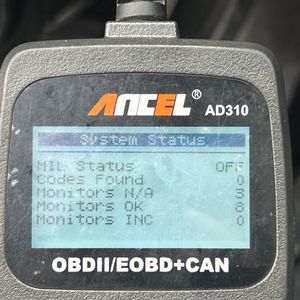 ANCEL® AD310
System Status
MIL Status OFF
Codes Found 0
Monitors N/A 3
Monitors OK 8
Monitors INC 0
OBDII/EOBD+CAN